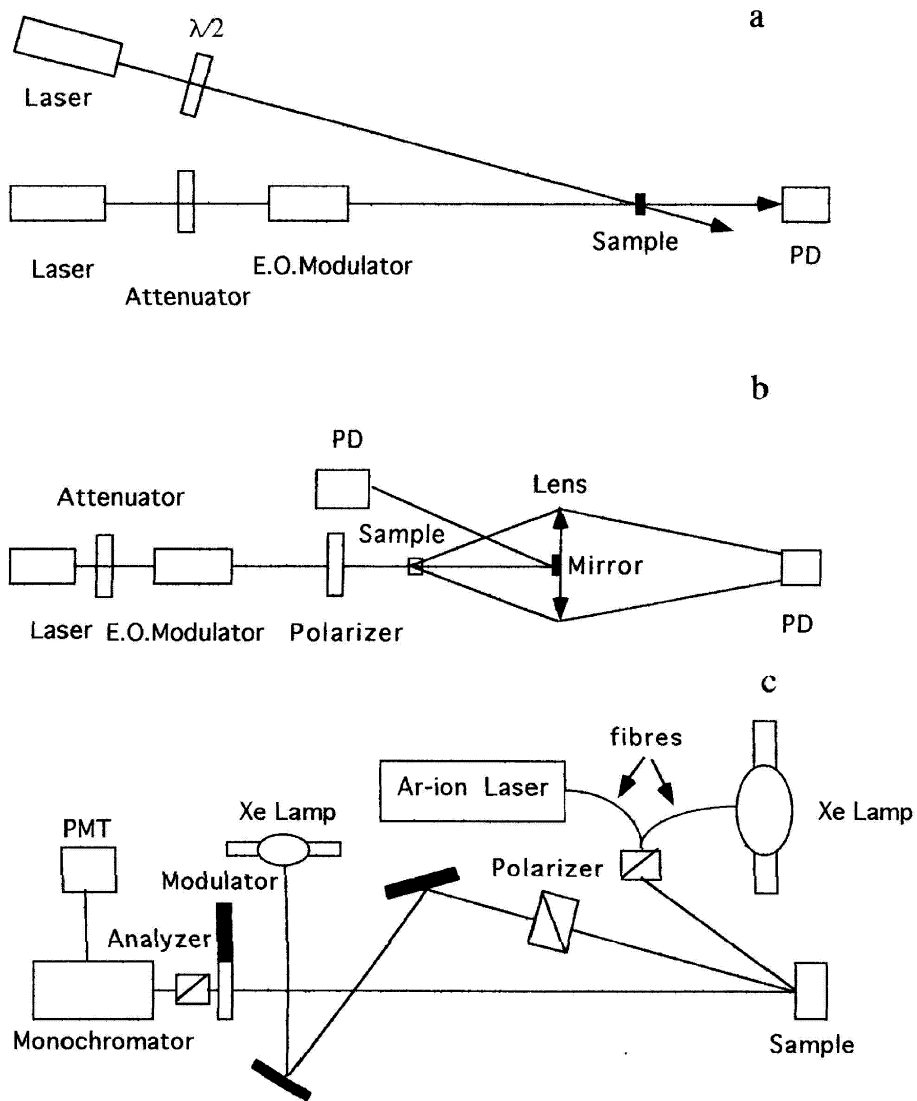 a
λ/2
Laser
Laser
Attenuator
E.O.Modulator
Sample
PD
b
PD
Attenuator
Sample
Lens
Mirror
Laser
E.O.Modulator
Polarizer
PD
c
fibres
Ar-ion Laser
Xe Lamp
Xe Lamp
PMT
Modulator
Polarizer
Analyzer
Monochromator
Sample